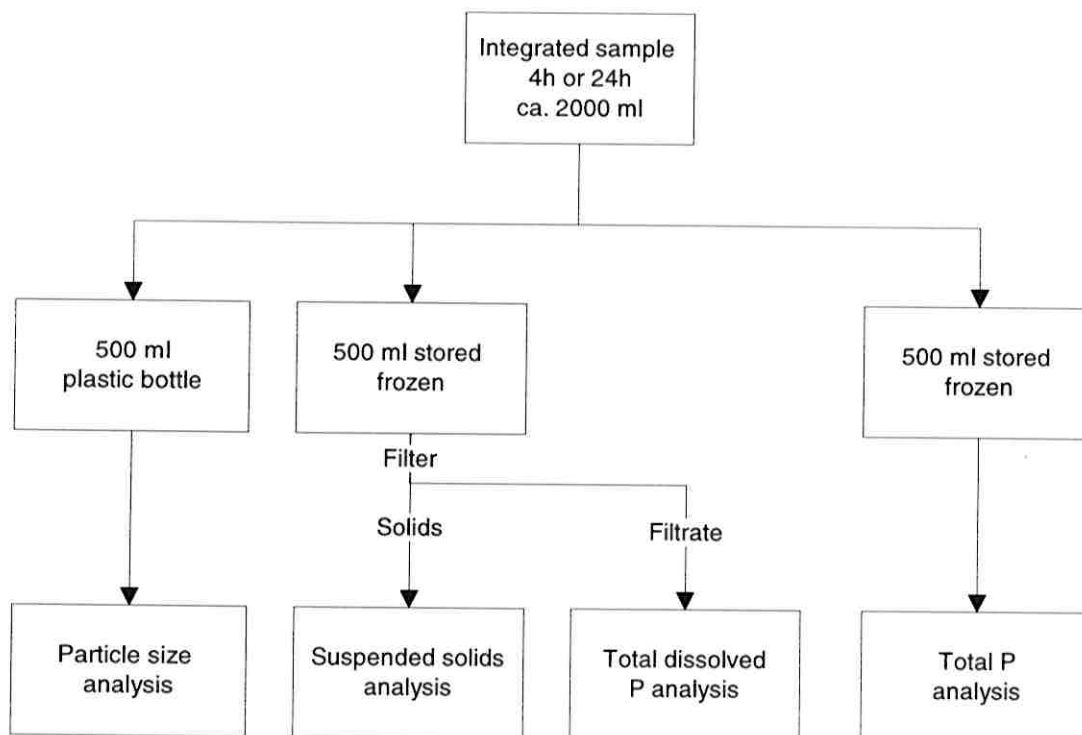 Integrated sample
4h or 24h
ca. 2000 ml
500 ml
plastic bottle
500 ml stored
frozen
500 ml stored
frozen
Filter
Solids
Filtrate
Particle size
analysis
Suspended solids
analysis
Total dissolved
P analysis
Total P
analysis